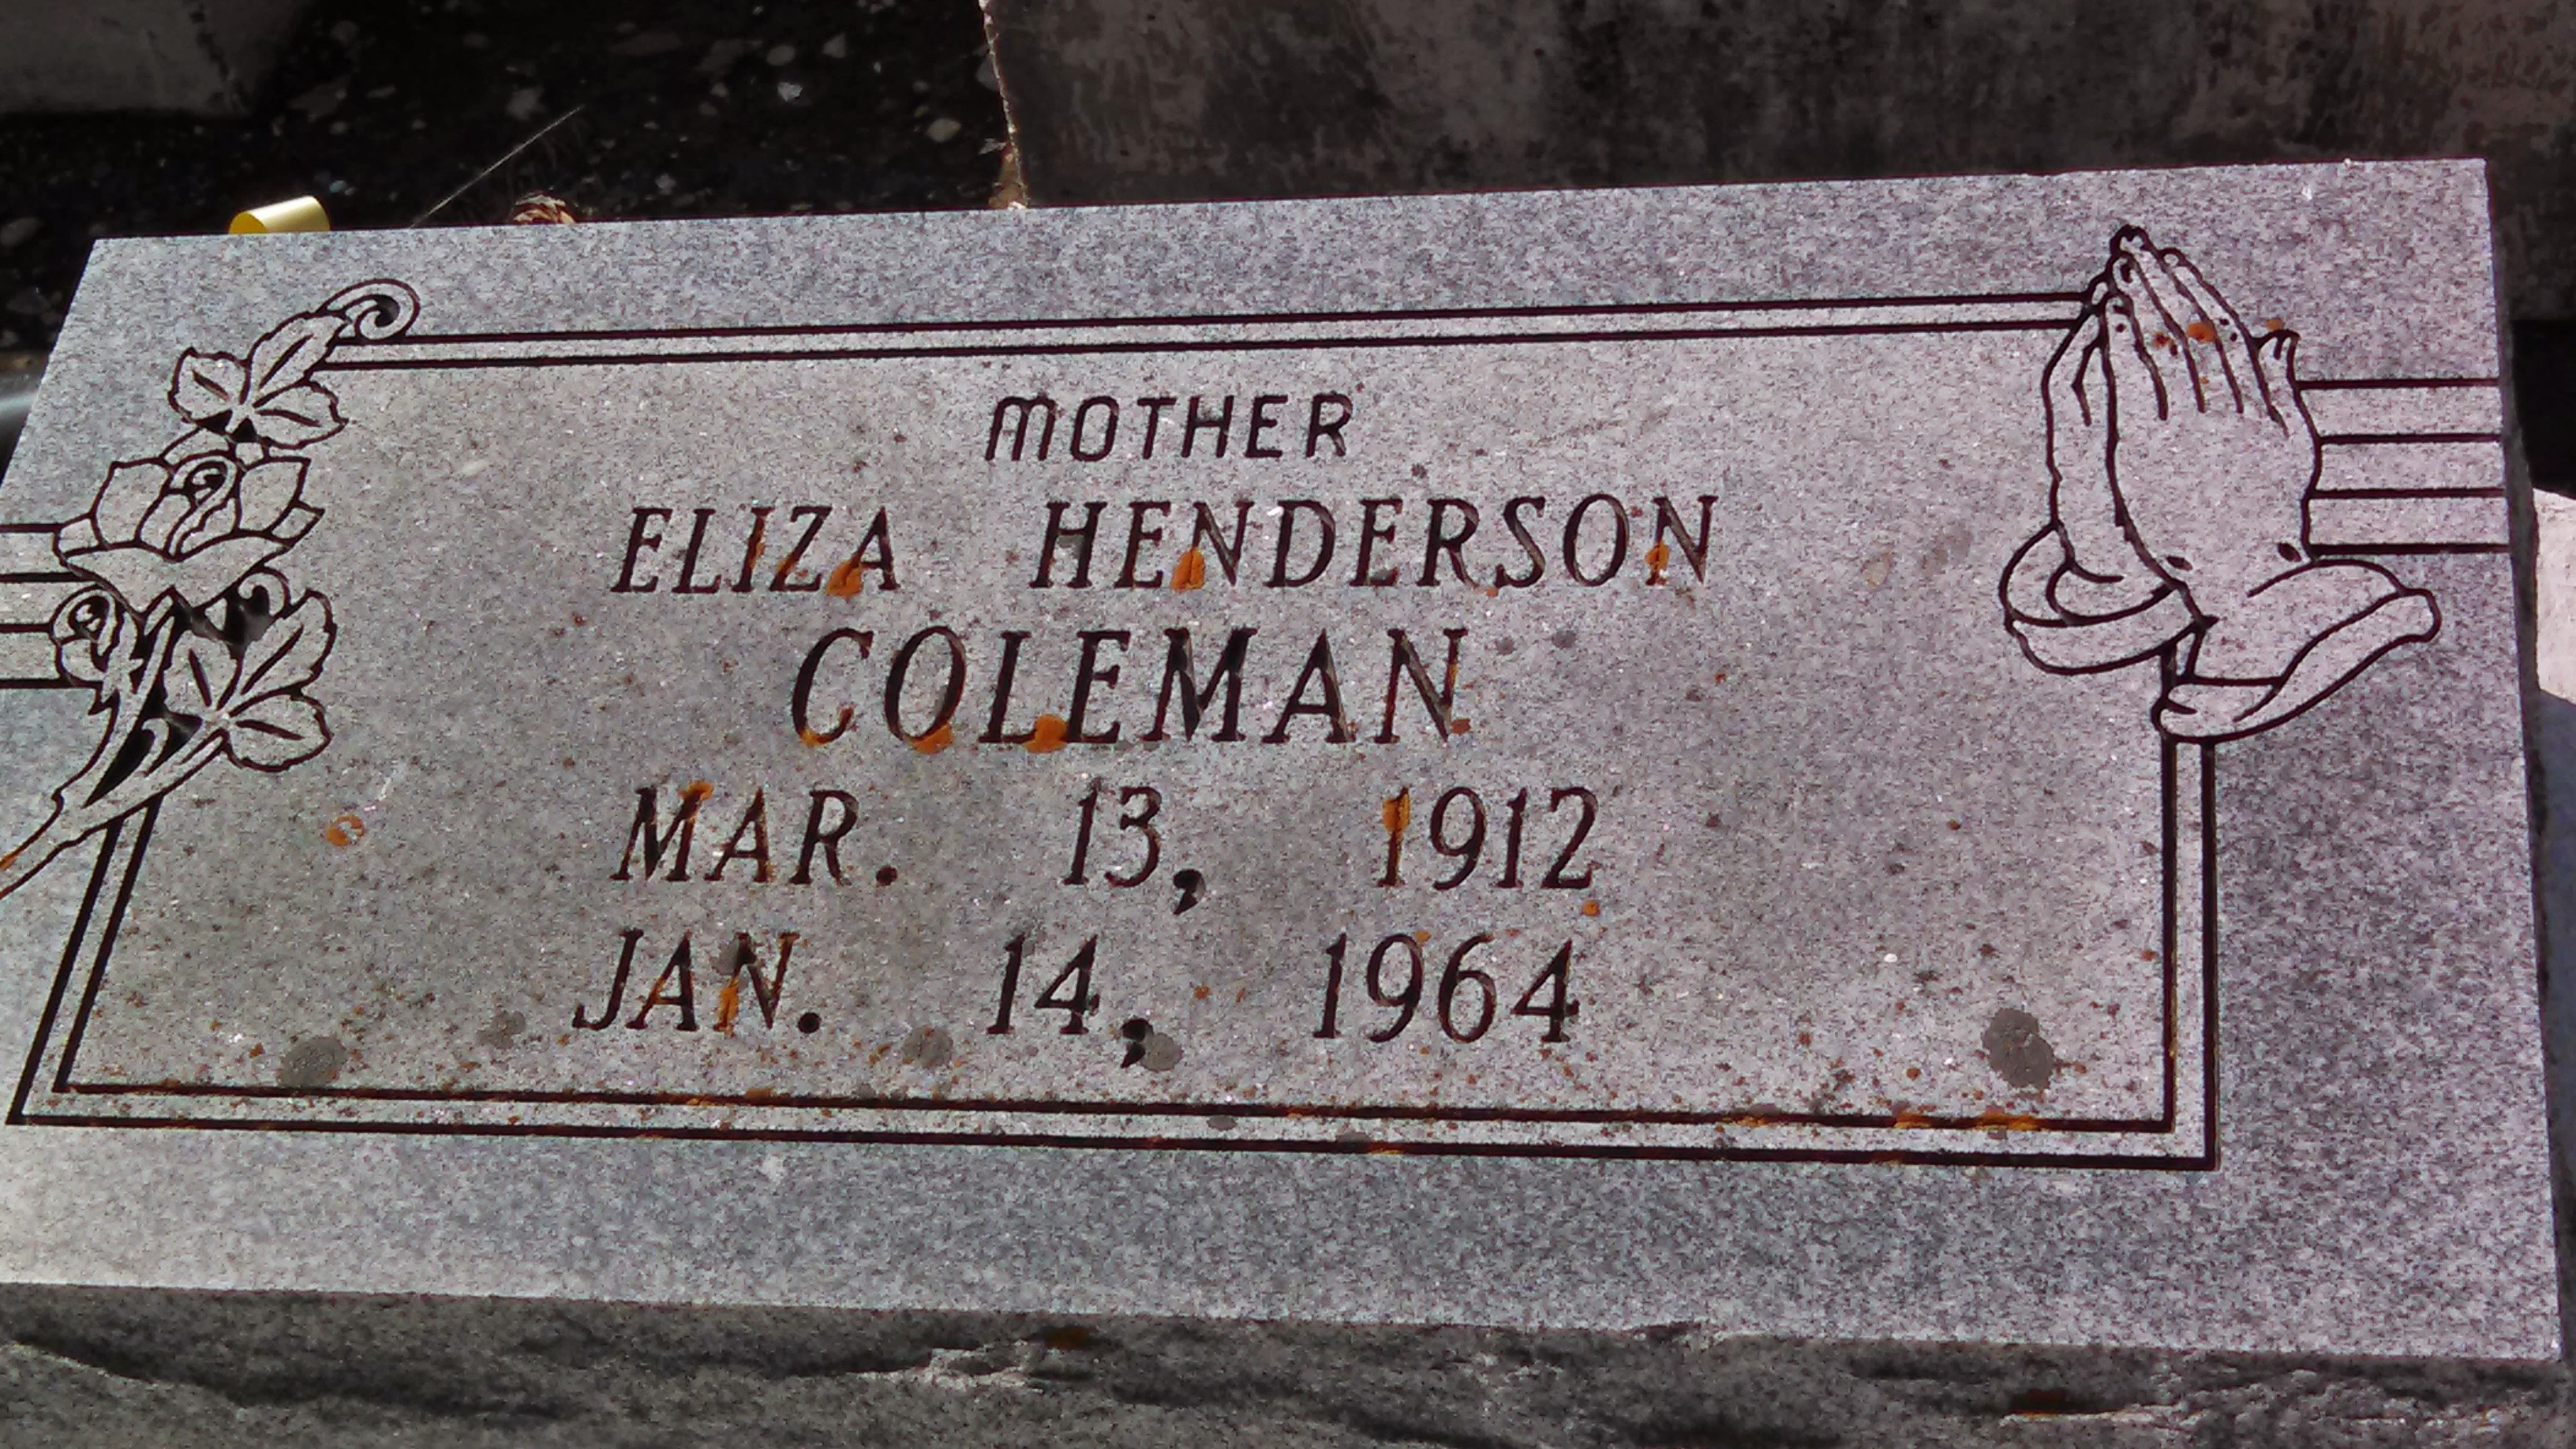 MOTHER
ELIZA HENDERSON
COLEMAN
MAR. 13, 1912
JAN. 14, 1964